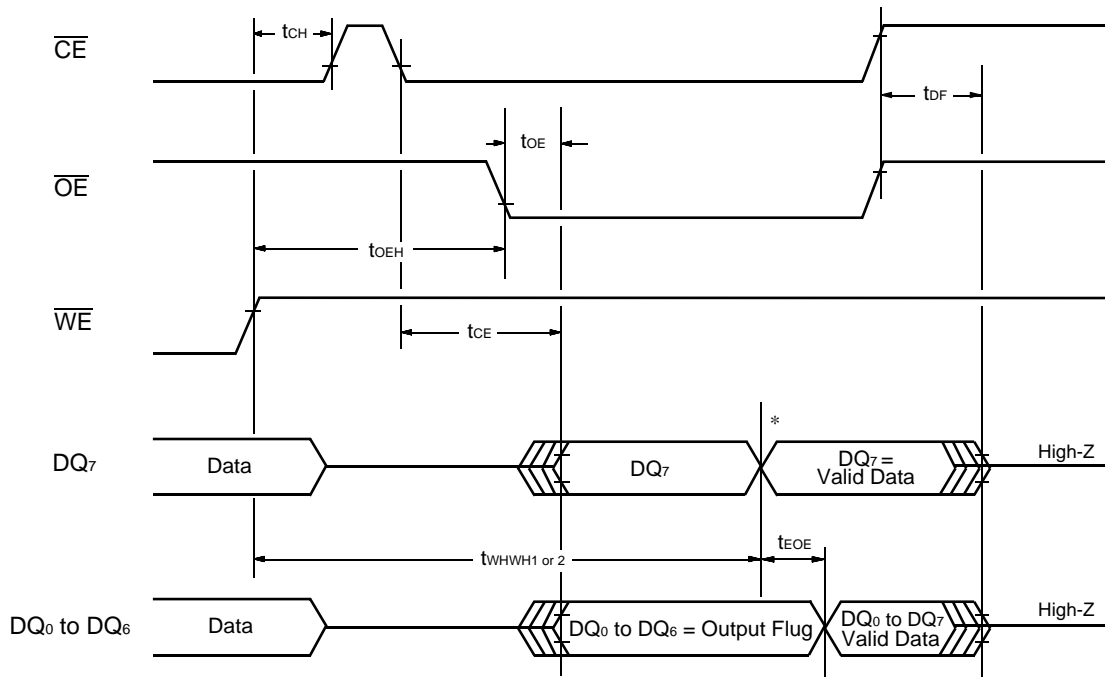 CE
tCH
tDF
tOE
OE
tOEH
WE
tCE
*
DQ7
Data
DQ7
DQ7 =
Valid Data
High-Z
tEOE
tWHWH1 or 2
DQ0 to DQ6
Data
DQ0 to DQ6 = Output Flug
DQ0 to DQ7
Valid Data
High-Z